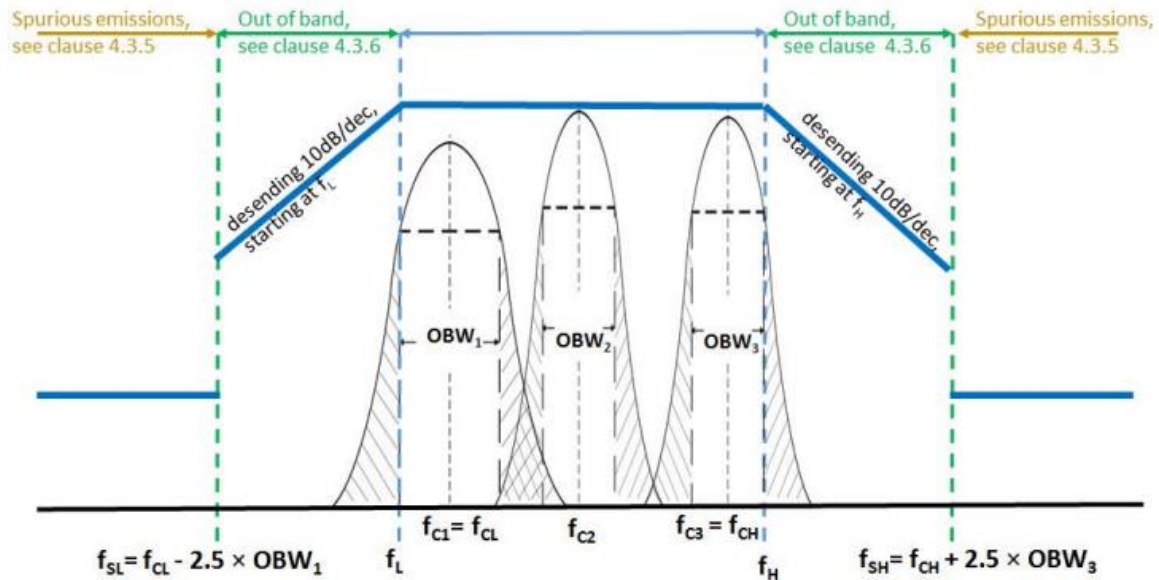 Spurious emissions,
see clause 4.3.5
Out of band,
see clause 4.3.6
Out of band,
see clause 4.3.6
Spurious emissions,
see clause 4.3.5
desending 10dB/dec,
starting at fL
desending 10dB/dec,
starting at fH
OBW1
OBW2
OBW3
fC1= fCL
fC2
fC3 = fCH
fSL= fCL - 2.5 × OBW1
fL
fH
fSH= fCH + 2.5 × OBW3